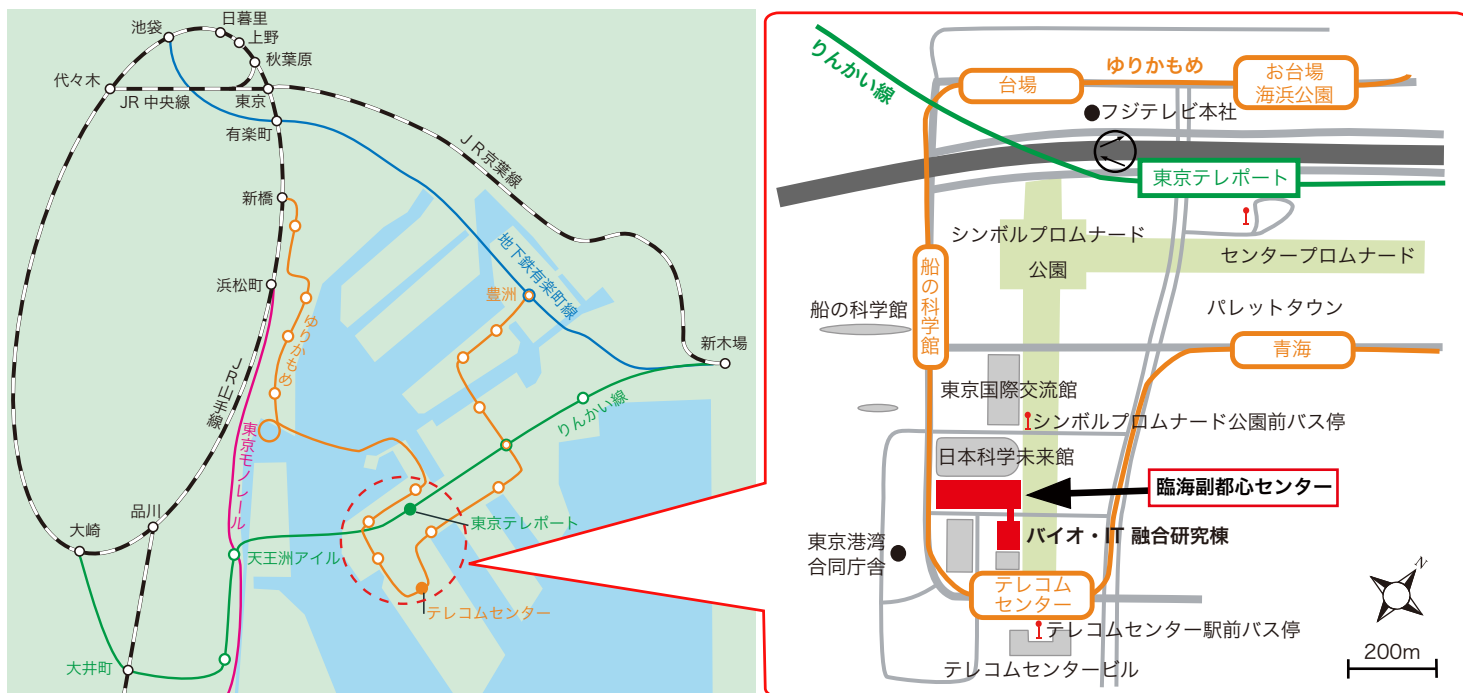 池袋
日暮里
上野
秋葉原
代々木
JR 中央線
東京
有楽町
JR京葉線
新橋
地下鉄有楽町線
浜松町
豊洲
ゆりかもめ
新木場
JR山手線
りんかい線
東京モノレール
品川
大崎
東京テレポート
天王洲アイル
テレコムセンター
大井町
りんかい線
ゆりかもめ
台場
お台場
海浜公園
フジテレビ本社
東京テレポート
シンボルプロムナード
公園
センタープロムナード
船の科学館
船の科学館
パレットタウン
青海
東京国際交流館
シンボルプロムナード公園前バス停
日本科学未来館
臨海副都心センター
バイオ・IT 融合研究棟
東京港湾
合同庁舎
テレコム
センター
N
テレコムセンター駅前バス停
テレコムセンタービル
200m